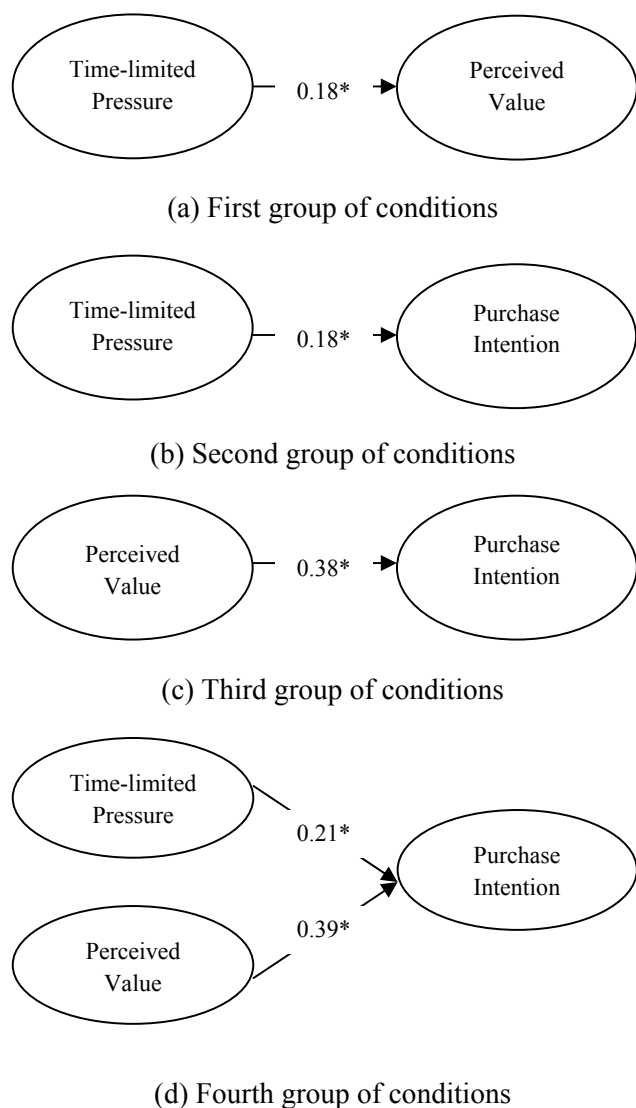 Time-limited
Pressure
0.18*
Perceived
Value
(a) First group of conditions
Time-limited
Pressure
0.18*
Purchase
Intention
(b) Second group of conditions
Perceived
Value
0.38*
Purchase
Intention
(c) Third group of conditions
Time-limited
Pressure
0.21*
Purchase
Intention
0.39*
Perceived
Value
(d) Fourth group of conditions